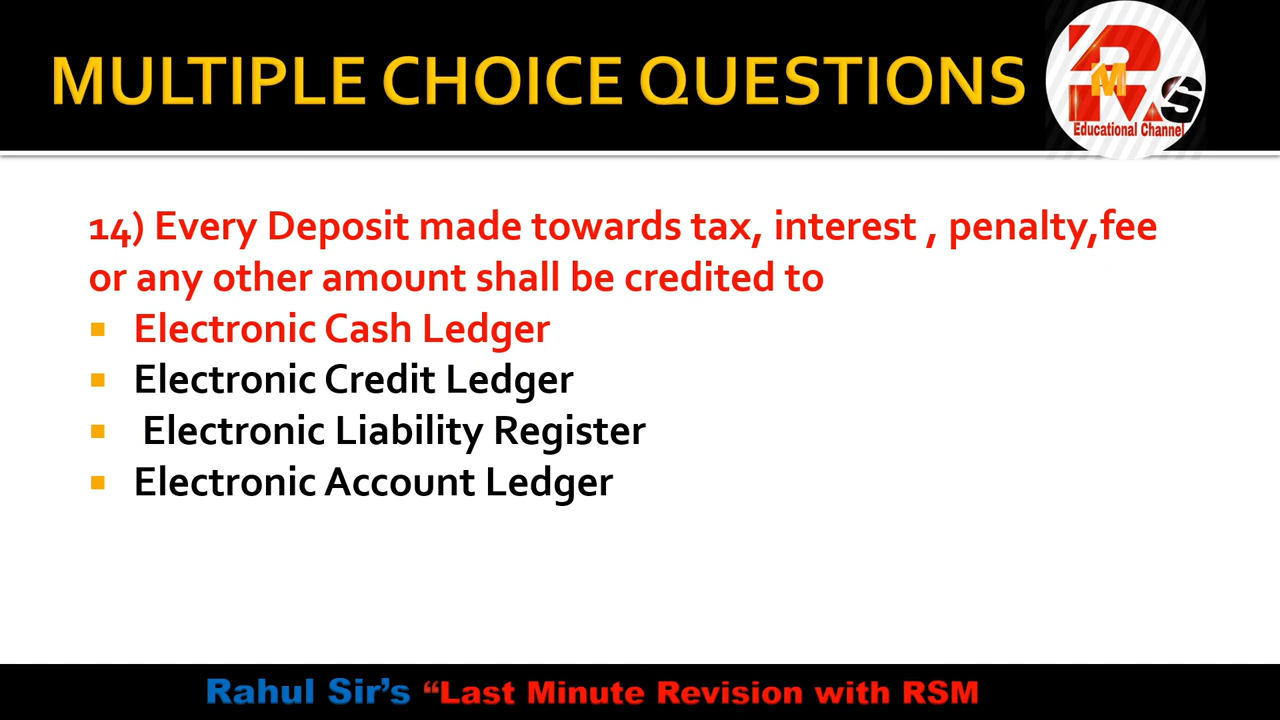 MULTIPLE CHOICE QUESTIONS
RMS
Educational Channel
14) Every Deposit made towards tax, interest , penalty,fee
or any other amount shall be credited to
Electronic Cash Ledger
Electronic Credit Ledger
Electronic Liability Register
Electronic Account Ledger
Rahul Sir's “Last Minute Revision with RSM